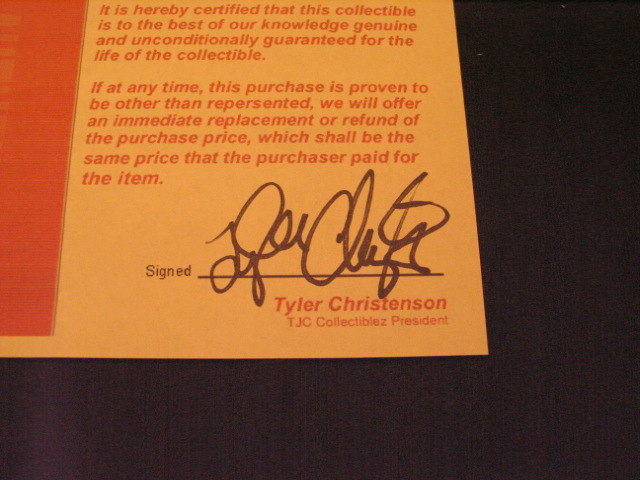 It is hereby certified that this collectible
is to the best of our knowledge genuine
and unconditionally guaranteed for the
life of the collectible.
If at any time, this purchase is proven to
be other than repersented, we will offer
an immediate replacement or refund of
the purchase price, which shall be the
same price that the purchaser paid for
the item.
Signed
Tyler Christenson
TJC Collectiblez President